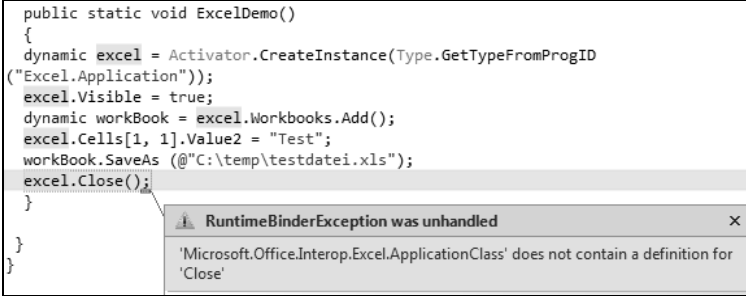 public static void ExcelDemo()
{
dynamic excel = Activator.CreateInstance(Type.GetTypeFromProgID
("Excel.Application"));
excel.Visible = true;
dynamic workBook = excel.Workbooks.Add();
excel.Cells[1, 1].Value2 = "Test";
workBook.SaveAs (@"C:\temp\testdatei.xls");
excel.Close();
}
RuntimeBinderException was unhandled ×
}
'Microsoft.Office.Interop.Excel.ApplicationClass' does not contain a definition for
}
'Close'